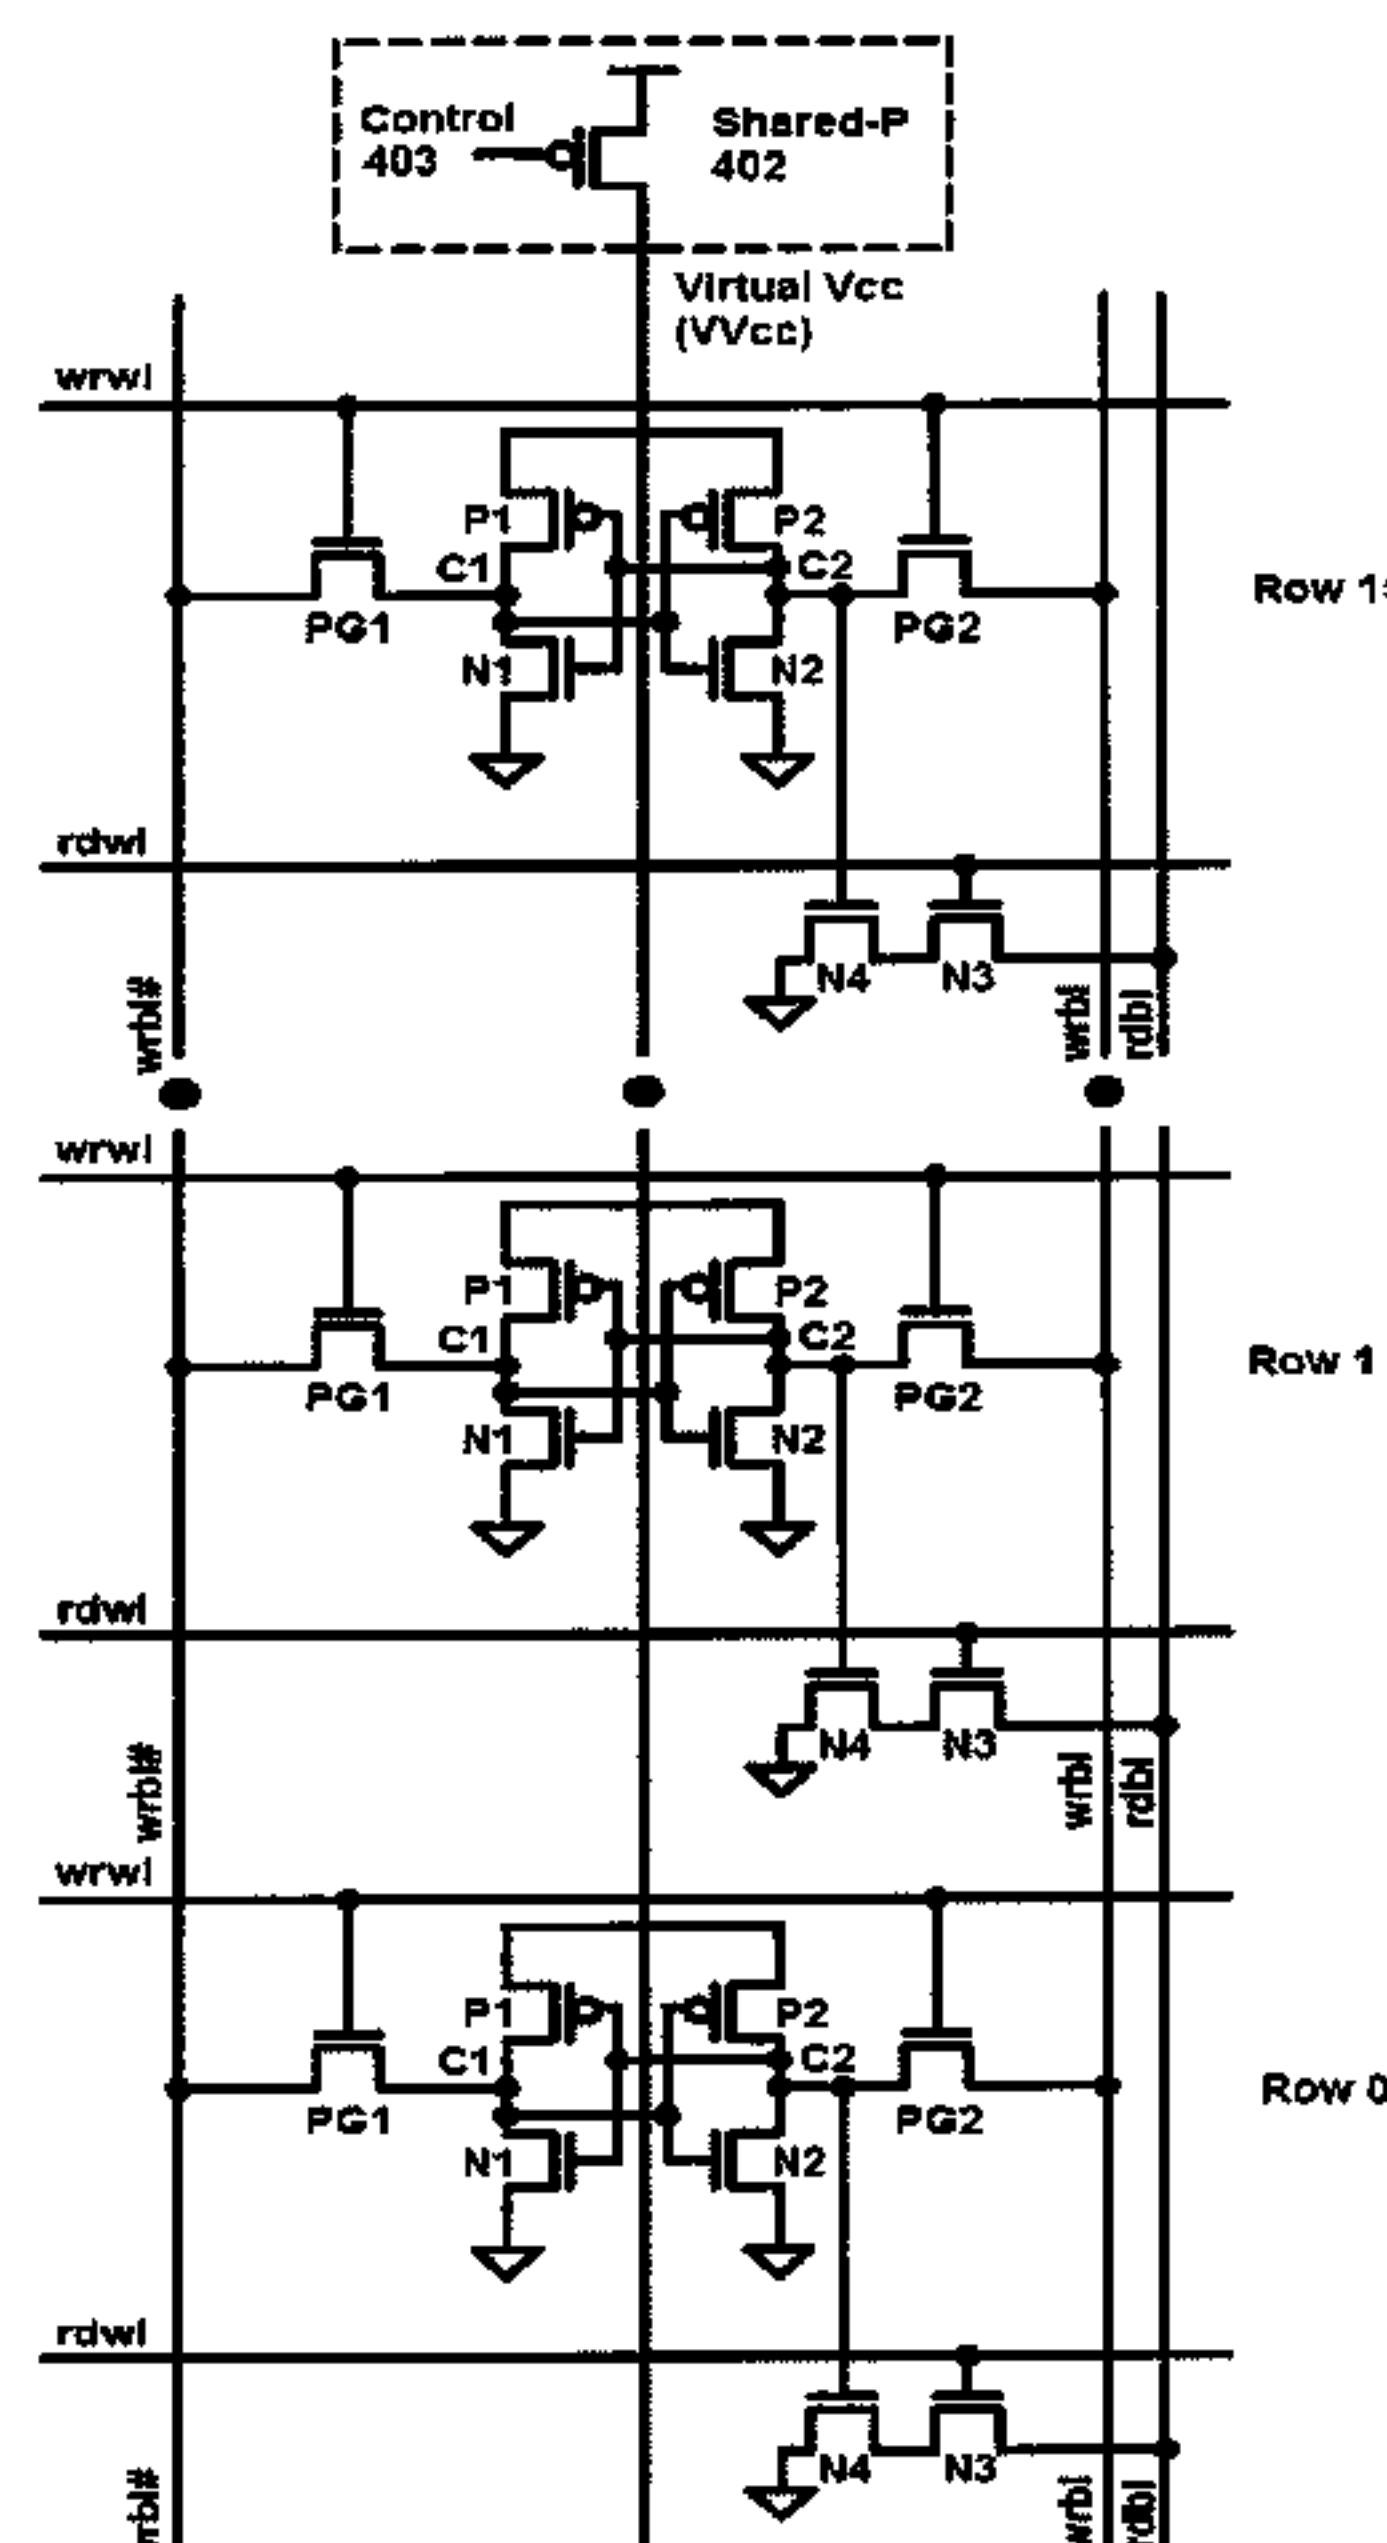 Control
403
Shared-P
402
Virtual Vcc
(VVcc)
wrwl
P1
P2
C1
C2
PG1
PG2
N1
N2
rdwl
N4
N3
wrbl#
wrbl
rdbl
wrwl
P1
P2
C1
C2
Row 1
PG1
PG2
N1
N2
rdwl
N4
N3
wrbl#
wrbl
rdbl
wrwl
P1
P2
C1
C2
Row 0
PG1
PG2
N1
N2
rdwl
N4
N3